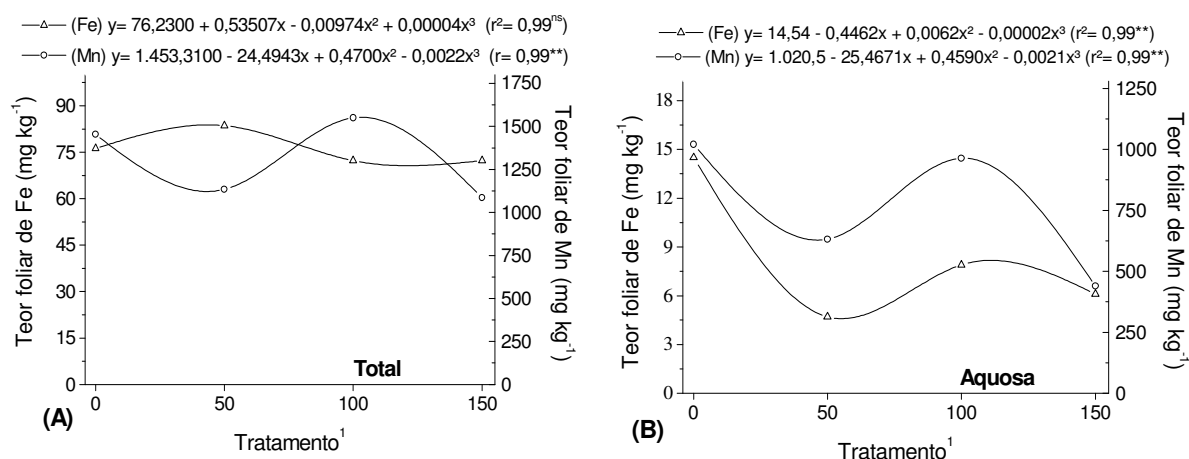 (Fe) y= 76,2300 + 0,53507x - 0,00974x² + 0,00004x³ (r²= 0,99ⁿˢ)
(Mn) y= 1.453,3100 - 24,4943x + 0,4700x² - 0,0022x³ (r= 0,99**)
Teor foliar de Fe (mg kg⁻¹)
90
75
60
45
30
15
0
1750
1500
1250
1000
750
500
250
0
Teor foliar de Mn (mg kg⁻¹)
Total
0 50 100 150
(A)
Tratamento¹
(Fe) y= 14,54 - 0,4462x + 0,0062x² - 0,00002x³ (r²= 0,99**)
(Mn) y= 1.020,5 - 25,4671x + 0,4590x² - 0,0021x³ (r²= 0,99**)
Teor foliar de Fe (mg kg⁻¹)
18
15
12
9
6
3
0
1250
1000
750
500
250
0
Teor foliar de Mn (mg kg⁻¹)
Aquosa
0 50 100 150
(B)
Tratamento¹